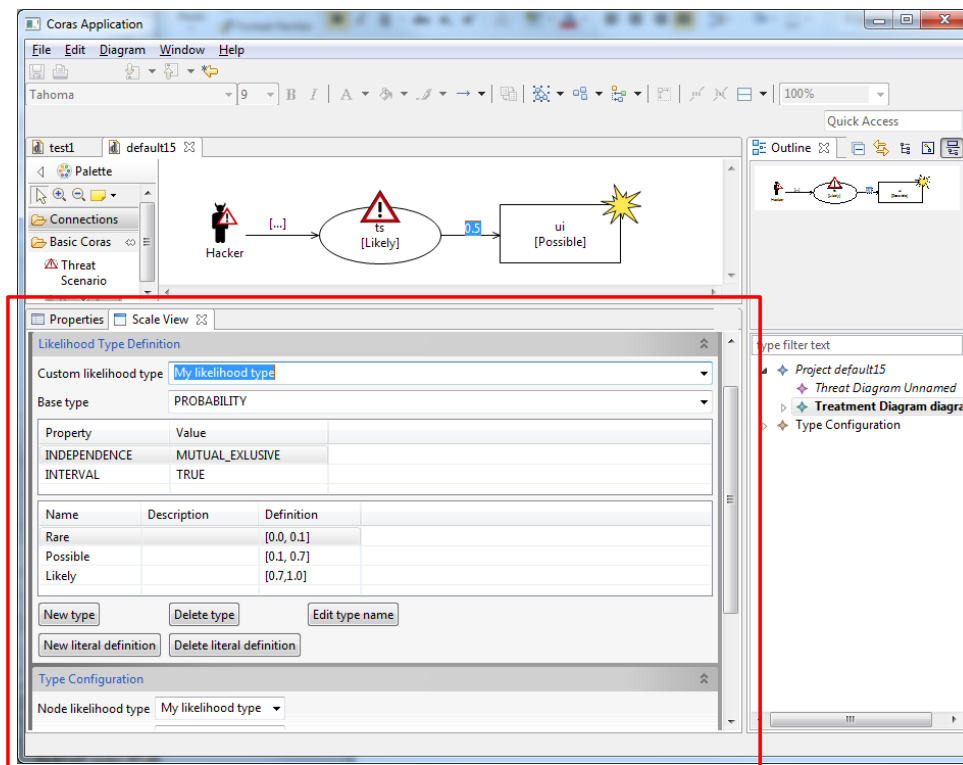 Coras Application
File Edit Diagram Window Help
Tahoma 9 B I A 100%
Quick Access
test1 default15
Palette
Connections
Basic Coras
Threat
Scenario
Hacker
[...]
ts
[Likely]
0.5
ui
[Possible]
Outline
Hacker
Properties Scale View
Likelihood Type Definition
Custom likelihood type My likelihood type
Base type PROBABILITY
Property Value
INDEPENDENCE MUTUAL_EXLUSIVE
INTERVAL TRUE
Name Description Definition
Rare [0.0, 0.1]
Possible [0.1, 0.7]
Likely [0.7,1.0]
New type Delete type Edit type name
New literal definition Delete literal definition
Type Configuration
Node likelihood type My likelihood type
type filter text
Project default15
Threat Diagram Unnamed
Treatment Diagram diagra
Type Configuration